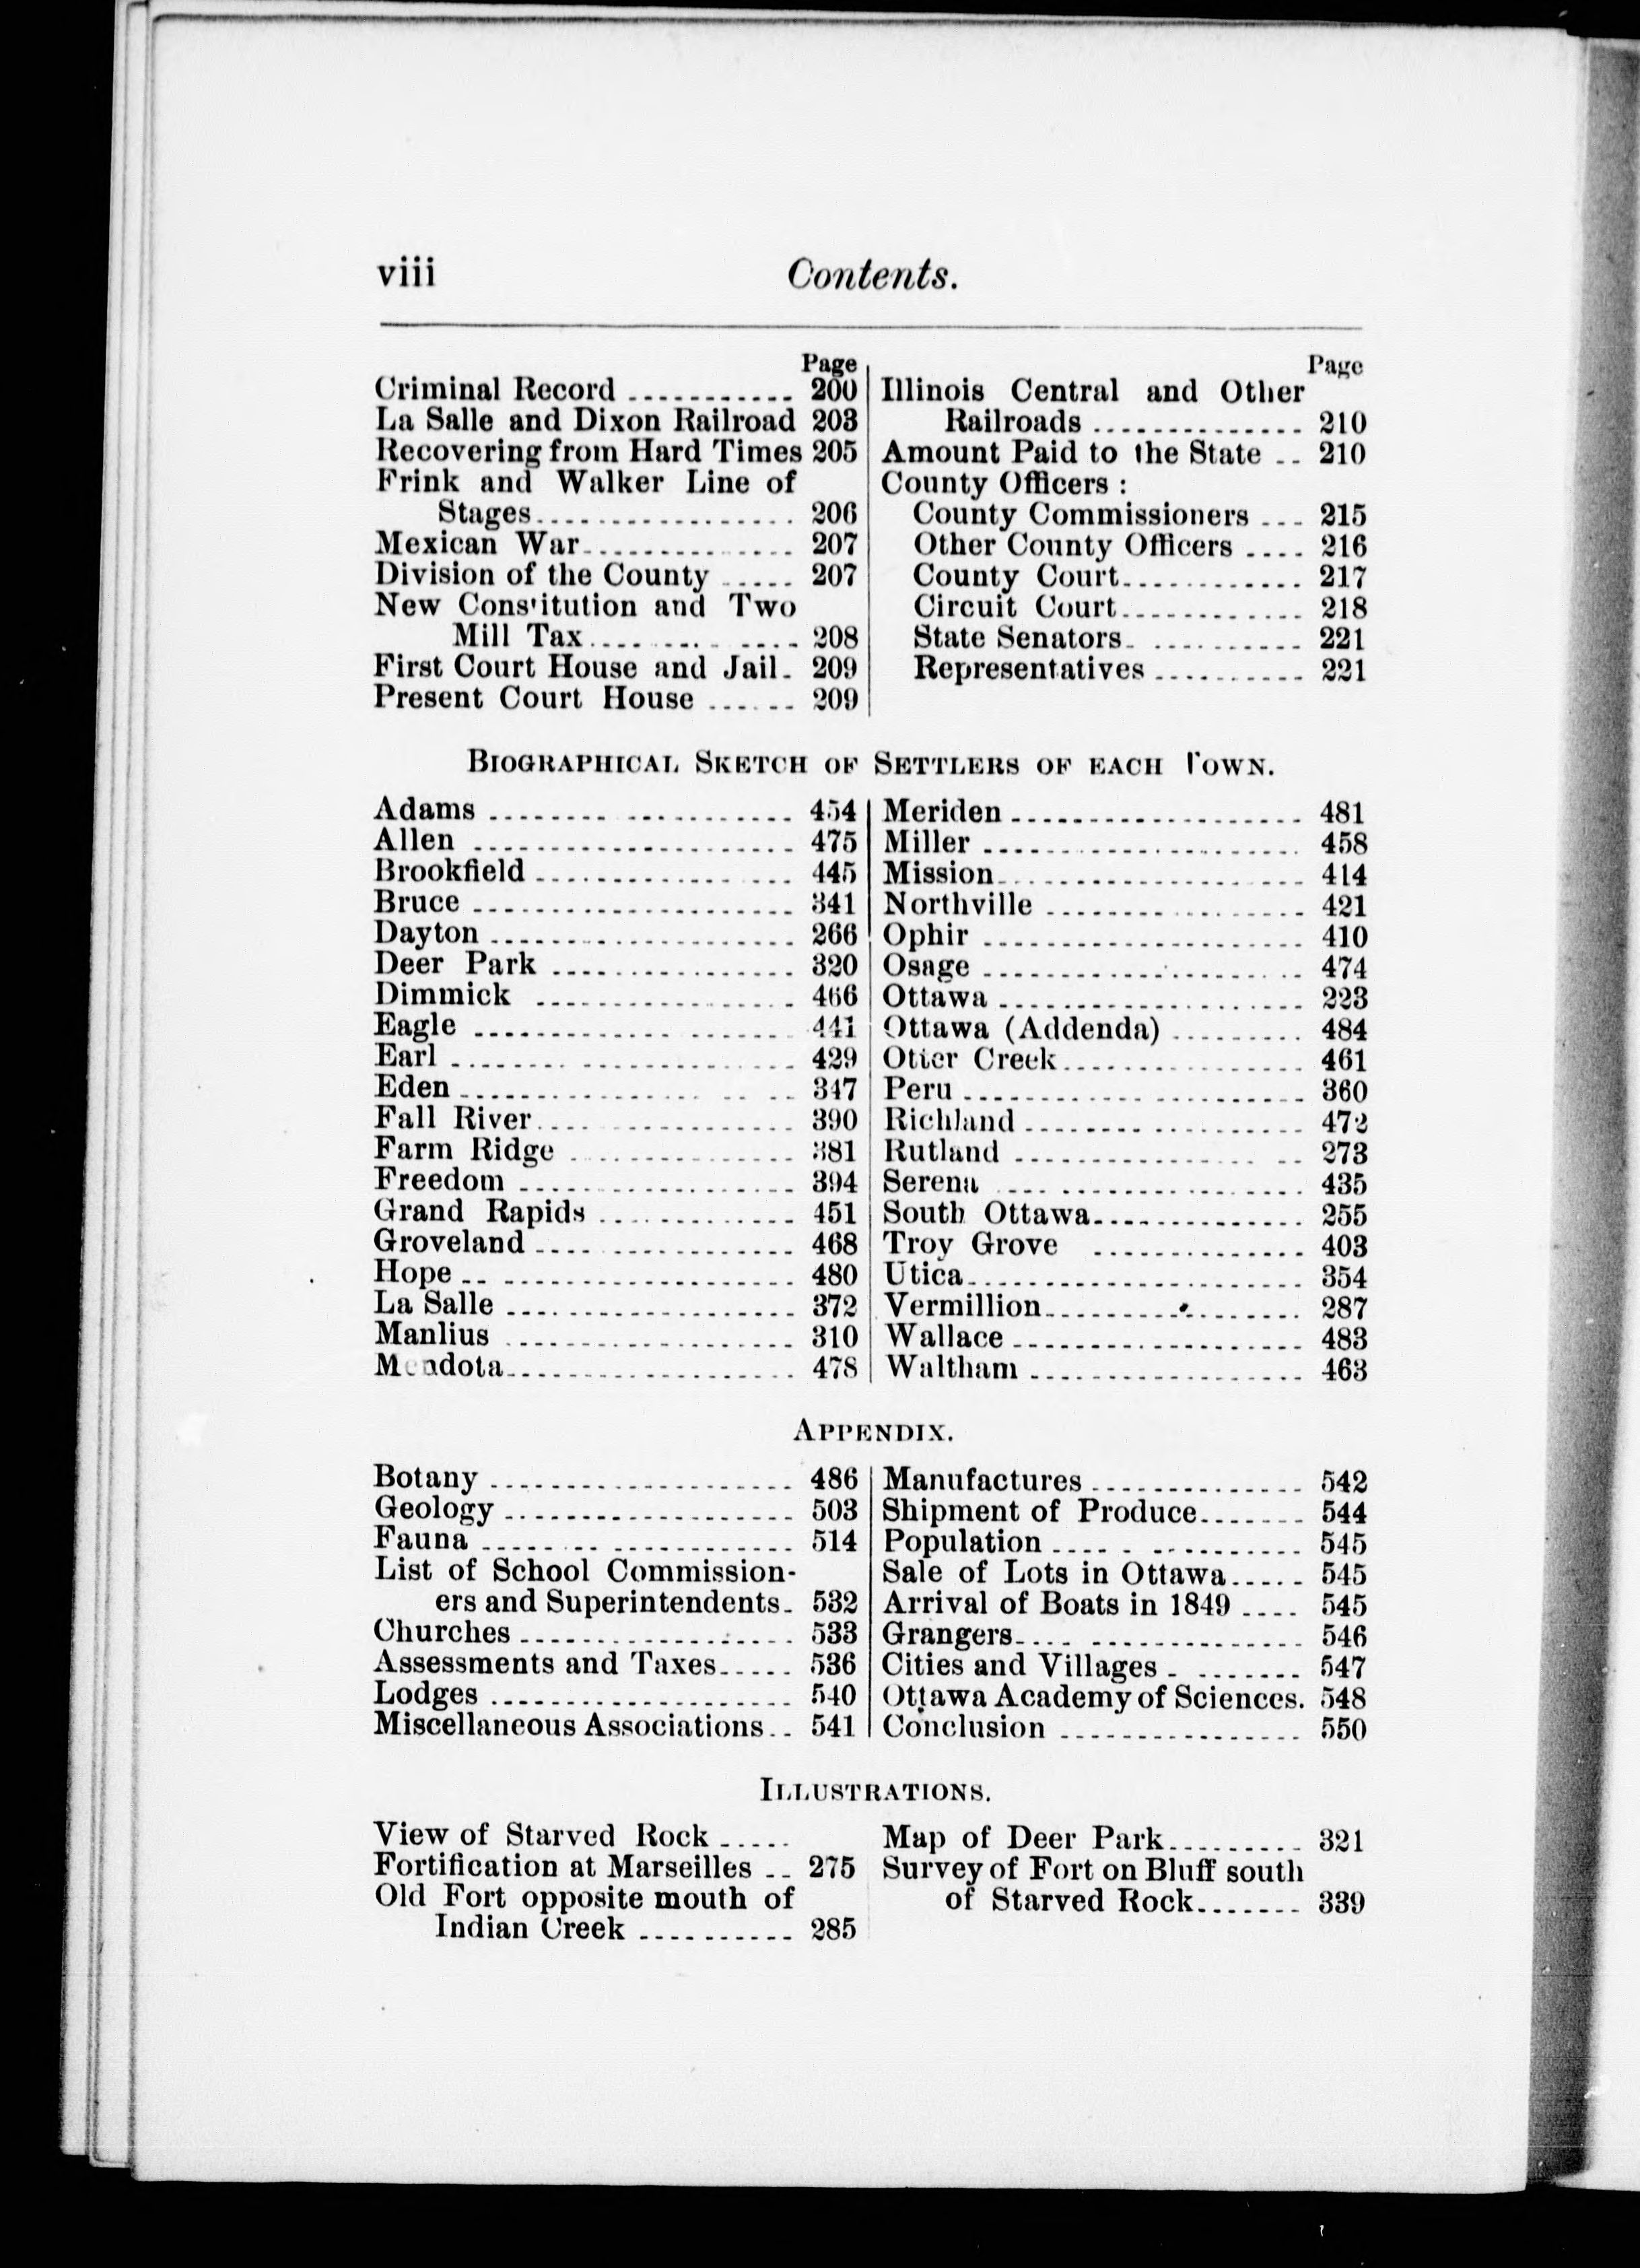 viii Contents.
Page
Criminal Record ........... 200
La Salle and Dixon Railroad 203
Recovering from Hard Times 205
Frink and Walker Line of
Stages................. 206
Mexican War.............. 207
Division of the County ..... 207
New Constitution and Two
Mill Tax.............. 208
First Court House and Jail. 209
Present Court House ...... 209
Page
Illinois Central and Other
Railroads .............. 210
Amount Paid to the State .. 210
County Officers :
County Commissioners ... 215
Other County Officers .... 216
County Court............ 217
Circuit Court............ 218
State Senators........... 221
Representatives .......... 221
BIOGRAPHICAL SKETCH OF SETTLERS OF EACH TOWN.
Adams .................... 454
Allen ..................... 475
Brookfield ................. 445
Bruce ..................... 341
Dayton .................... 266
Deer Park ................ 320
Dimmick ................. 466
Eagle ..................... 441
Earl ...................... 429
Eden ...................... 347
Fall River................. 390
Farm Ridge ............... 381
Freedom .................. 394
Grand Rapids ............. 451
Groveland ................. 468
Hope ..................... 480
La Salle ................... 372
Manlius ................... 310
Mendota................... 478
Meriden ................... 481
Miller ..................... 458
Mission.................... 414
Northville ................. 421
Ophir ..................... 410
Osage ..................... 474
Ottawa .................... 223
Ottawa (Addenda) ......... 484
Otter Creek................ 461
Peru ...................... 360
Richland .................. 472
Rutland ................... 273
Serena .................... 435
South Ottawa.............. 255
Troy Grove .............. 403
Utica...................... 354
Vermillion................. 287
Wallace ................... 483
Waltham .................. 463
APPENDIX.
Botany .................... 486
Geology ................... 503
Fauna .................... 514
List of School Commission-
ers and Superintendents. 532
Churches .................. 533
Assessments and Taxes..... 536
Lodges .................... 540
Miscellaneous Associations.. 541
Manufactures .............. 542
Shipment of Produce....... 544
Population ................ 545
Sale of Lots in Ottawa..... 545
Arrival of Boats in 1849 .... 545
Grangers.................. 546
Cities and Villages ........ 547
Ottawa Academy of Sciences. 548
Conclusion ................ 550
ILLUSTRATIONS.
View of Starved Rock .....
Fortification at Marseilles .. 275
Old Fort opposite mouth of
Indian Creek .......... 285
Map of Deer Park......... 321
Survey of Fort on Bluff south
of Starved Rock....... 339